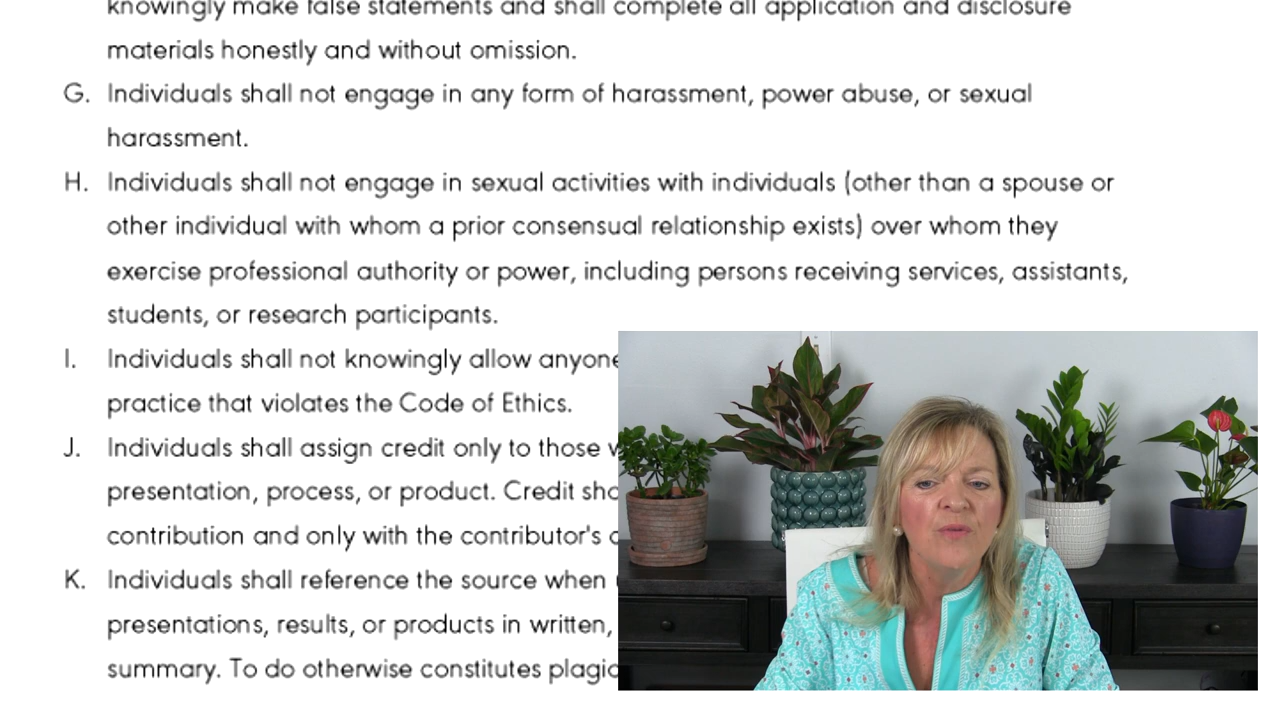 knowingly make false statements and shall complete all application and disclosure
materials honestly and without omission.
G. Individuals shall not engage in any form of harassment, power abuse, or sexual
harassment.
H. Individuals shall not engage in sexual activities with individuals (other than a spouse or
other individual with whom a prior consensual relationship exists) over whom they
exercise professional authority or power, including persons receiving services, assistants,
students, or research participants.
I. Individuals shall not knowingly allow anyone
practice that violates the Code of Ethics.
J. Individuals shall assign credit only to those
presentation, process, or product. Credit
contribution and only with the contributor's
K. Individuals shall reference the source when
presentations, results, or products in written,
summary. To do otherwise constitutes